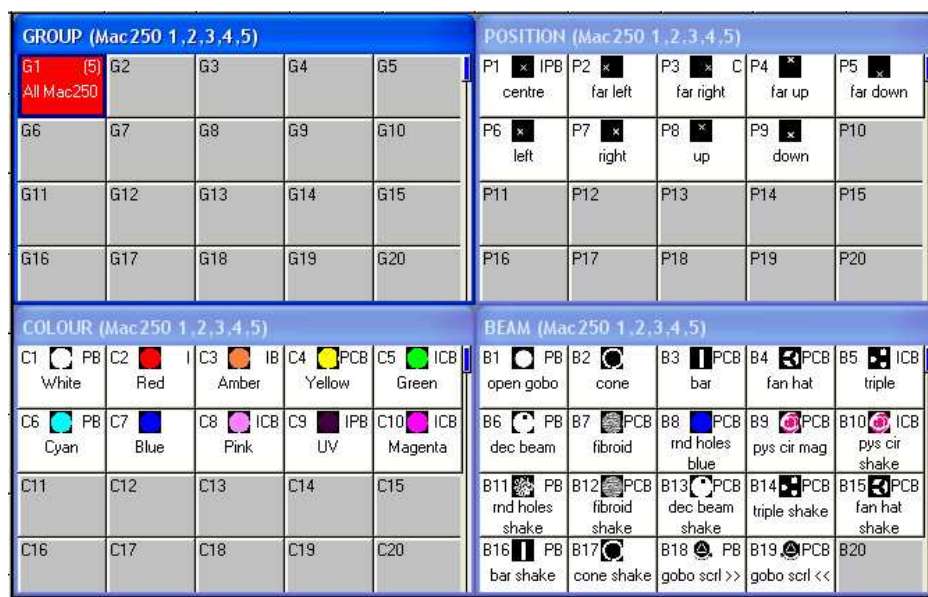 GROUP (Mac250 1,2,3,4,5)
G1 (5) G2 G3 G4 G5
All Mac250
G6 G7 G8 G9 G10
G11 G12 G13 G14 G15
G16 G17 G18 G19 G20
POSITION (Mac250 1,2,3,4,5)
P1 IPB P2 P3 C P4 P5
centre far left far right far up far down
P6 P7 P8 P9 P10
left right up down
P11 P12 P13 P14 P15
P16 P17 P18 P19 P20
COLOUR (Mac250 1,2,3,4,5)
C1 PB C2 I C3 IB C4 PCB C5 ICB
White Red Amber Yellow Green
C6 PB C7 C8 ICB C9 IPB C10 ICB
Cyan Blue Pink UV Magenta
C11 C12 C13 C14 C15
C16 C17 C18 C19 C20
BEAM (Mac250 1,2,3,4,5)
B1 PB B2 B3 PCB B4 PCB B5 ICB
open gobo cone bar fan hat triple
B6 PB B7 PCB B8 PCB B9 PCB B10 ICB
dec beam fibroid rnd holes pys cir mag pys cir
blue shake
B11 PB B12 PCB B13 PCB B14 PCB B15 PCB
rnd holes fibroid dec beam triple shake fan hat
shake shake shake shake
B16 PB B17 B18 PB B19 PCB B20
bar shake cone shake gobo scrl >> gobo scrl <<